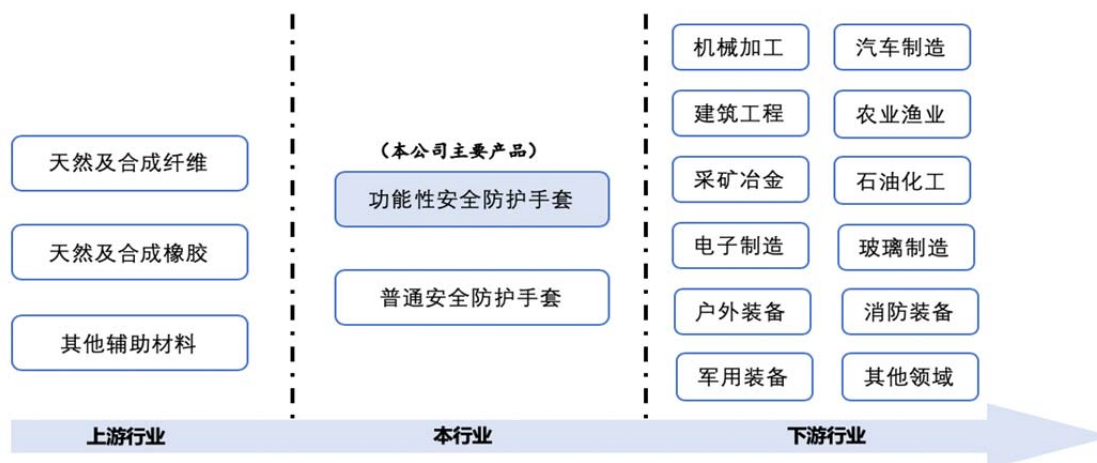 天然及合成纤维
天然及合成橡胶
其他辅助材料
上游行业
（本公司主要产品）
功能性安全防护手套
普通安全防护手套
本行业
机械加工
汽车制造
建筑工程
农业渔业
采矿冶金
石油化工
电子制造
玻璃制造
户外装备
消防装备
军用装备
其他领域
下游行业